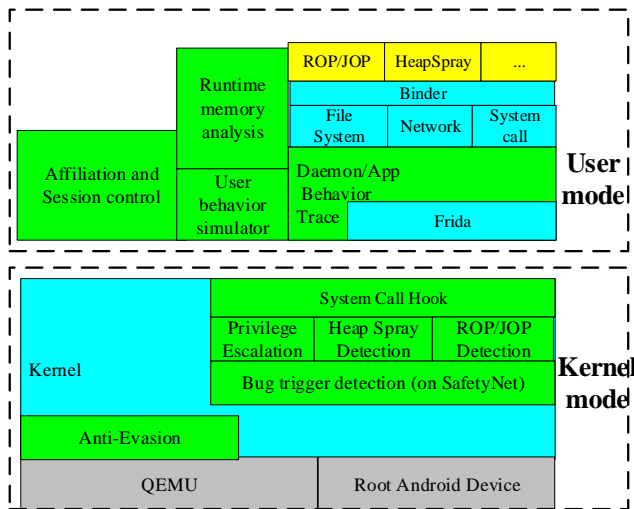 ROP/JOP
HeapSpray
...
Runtime
memory
analysis
Binder
File
System
Network
System
call
Affiliation and
Session control
User
behavior
simulator
Daemon/App
Behavior
Trace
Frida
User
mode
System Call Hook
Privilege
Escalation
Heap Spray
Detection
ROP/JOP
Detection
Kernel
Bug trigger detection (on SafetyNet)
Kernel
mode
Anti-Evasion
QEMU
Root Android Device